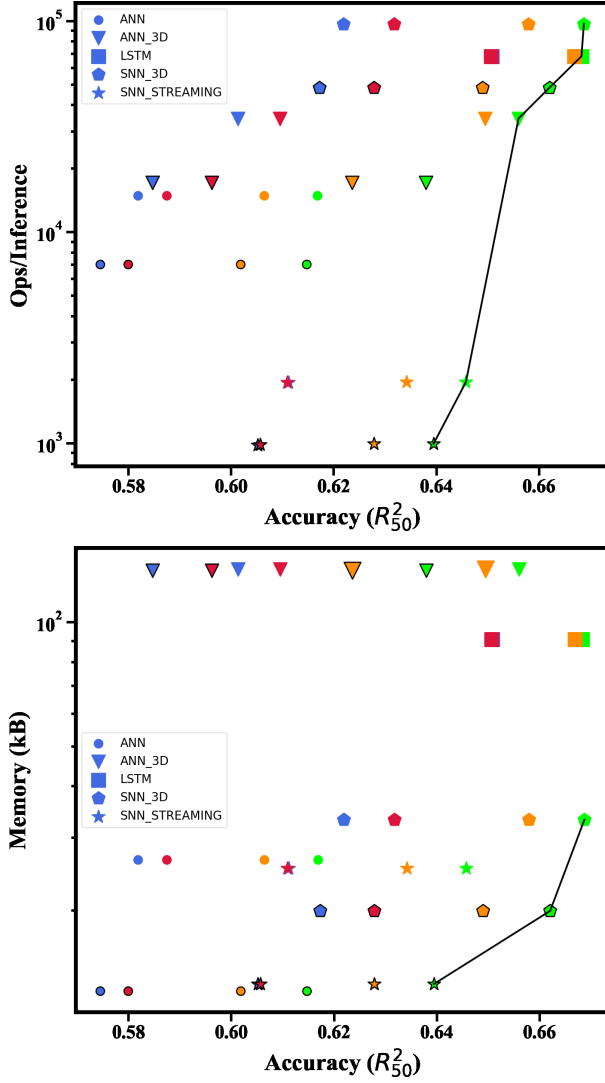 10^5
10^4
10^3
Ops/Inference
ANN
ANN_3D
LSTM
SNN_3D
SNN_STREAMING
0.58 0.60 0.62 0.64 0.66
Accuracy (R^2_50)
10^2
Memory (kB)
ANN
ANN_3D
LSTM
SNN_3D
SNN_STREAMING
0.58 0.60 0.62 0.64 0.66
Accuracy (R^2_50)